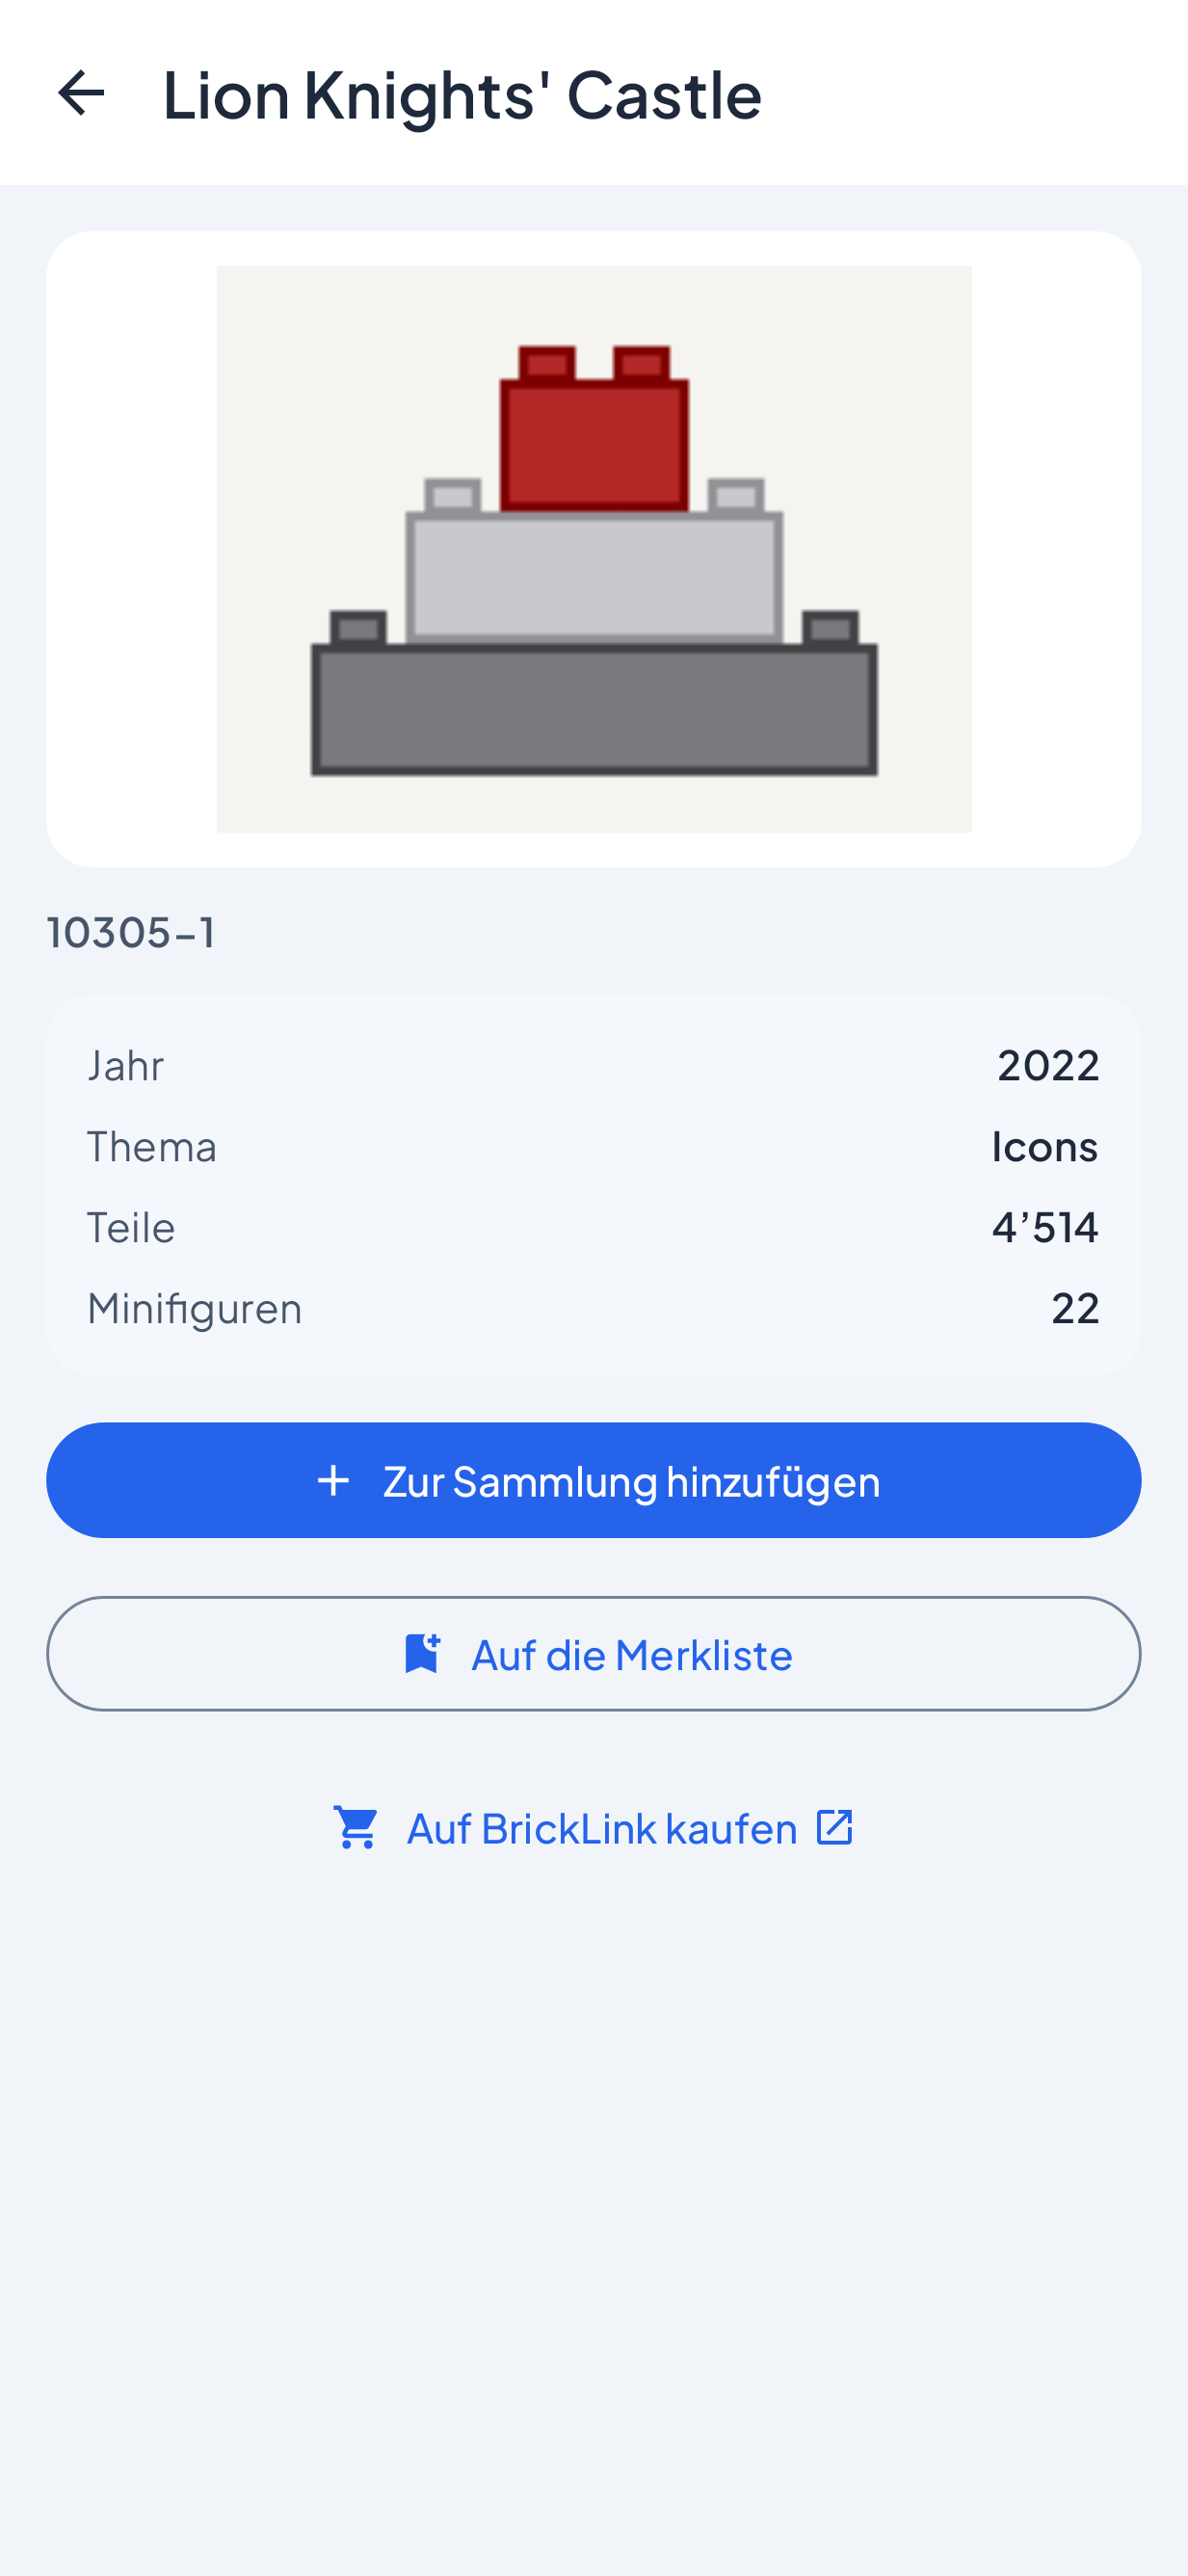 Lion Knights' Castle
10305-1
Jahr 2022
Thema Icons
Teile 4’514
Minifiguren 22
Zur Sammlung hinzufügen
Auf die Merkliste
Auf BrickLink kaufen